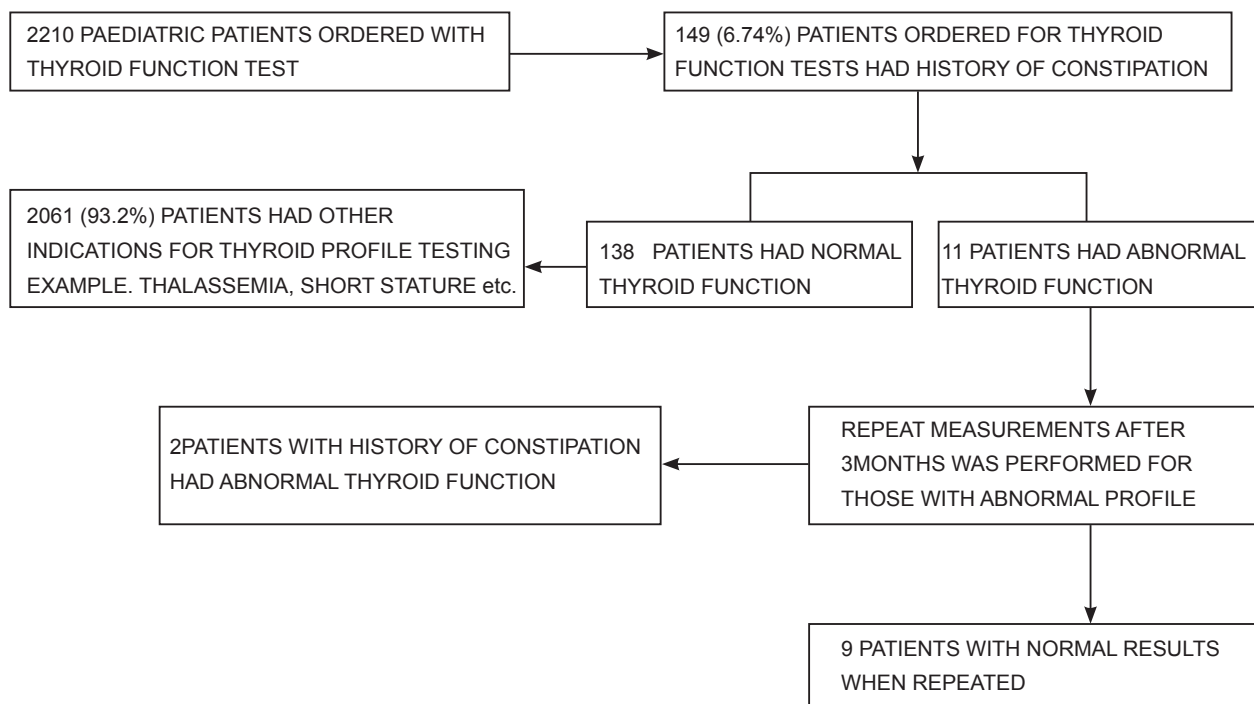 2210 PAEDIATRIC PATIENTS ORDERED WITH
THYROID FUNCTION TEST
149 (6.74%) PATIENTS ORDERED FOR THYROID
FUNCTION TESTS HAD HISTORY OF CONSTIPATION
2061 (93.2%) PATIENTS HAD OTHER
INDICATIONS FOR THYROID PROFILE TESTING
EXAMPLE. THALASSEMIA, SHORT STATURE etc.
138 PATIENTS HAD NORMAL
THYROID FUNCTION
11 PATIENTS HAD ABNORMAL
THYROID FUNCTION
2PATIENTS WITH HISTORY OF CONSTIPATION
HAD ABNORMAL THYROID FUNCTION
REPEAT MEASUREMENTS AFTER
3MONTHS WAS PERFORMED FOR
THOSE WITH ABNORMAL PROFILE
9 PATIENTS WITH NORMAL RESULTS
WHEN REPEATED